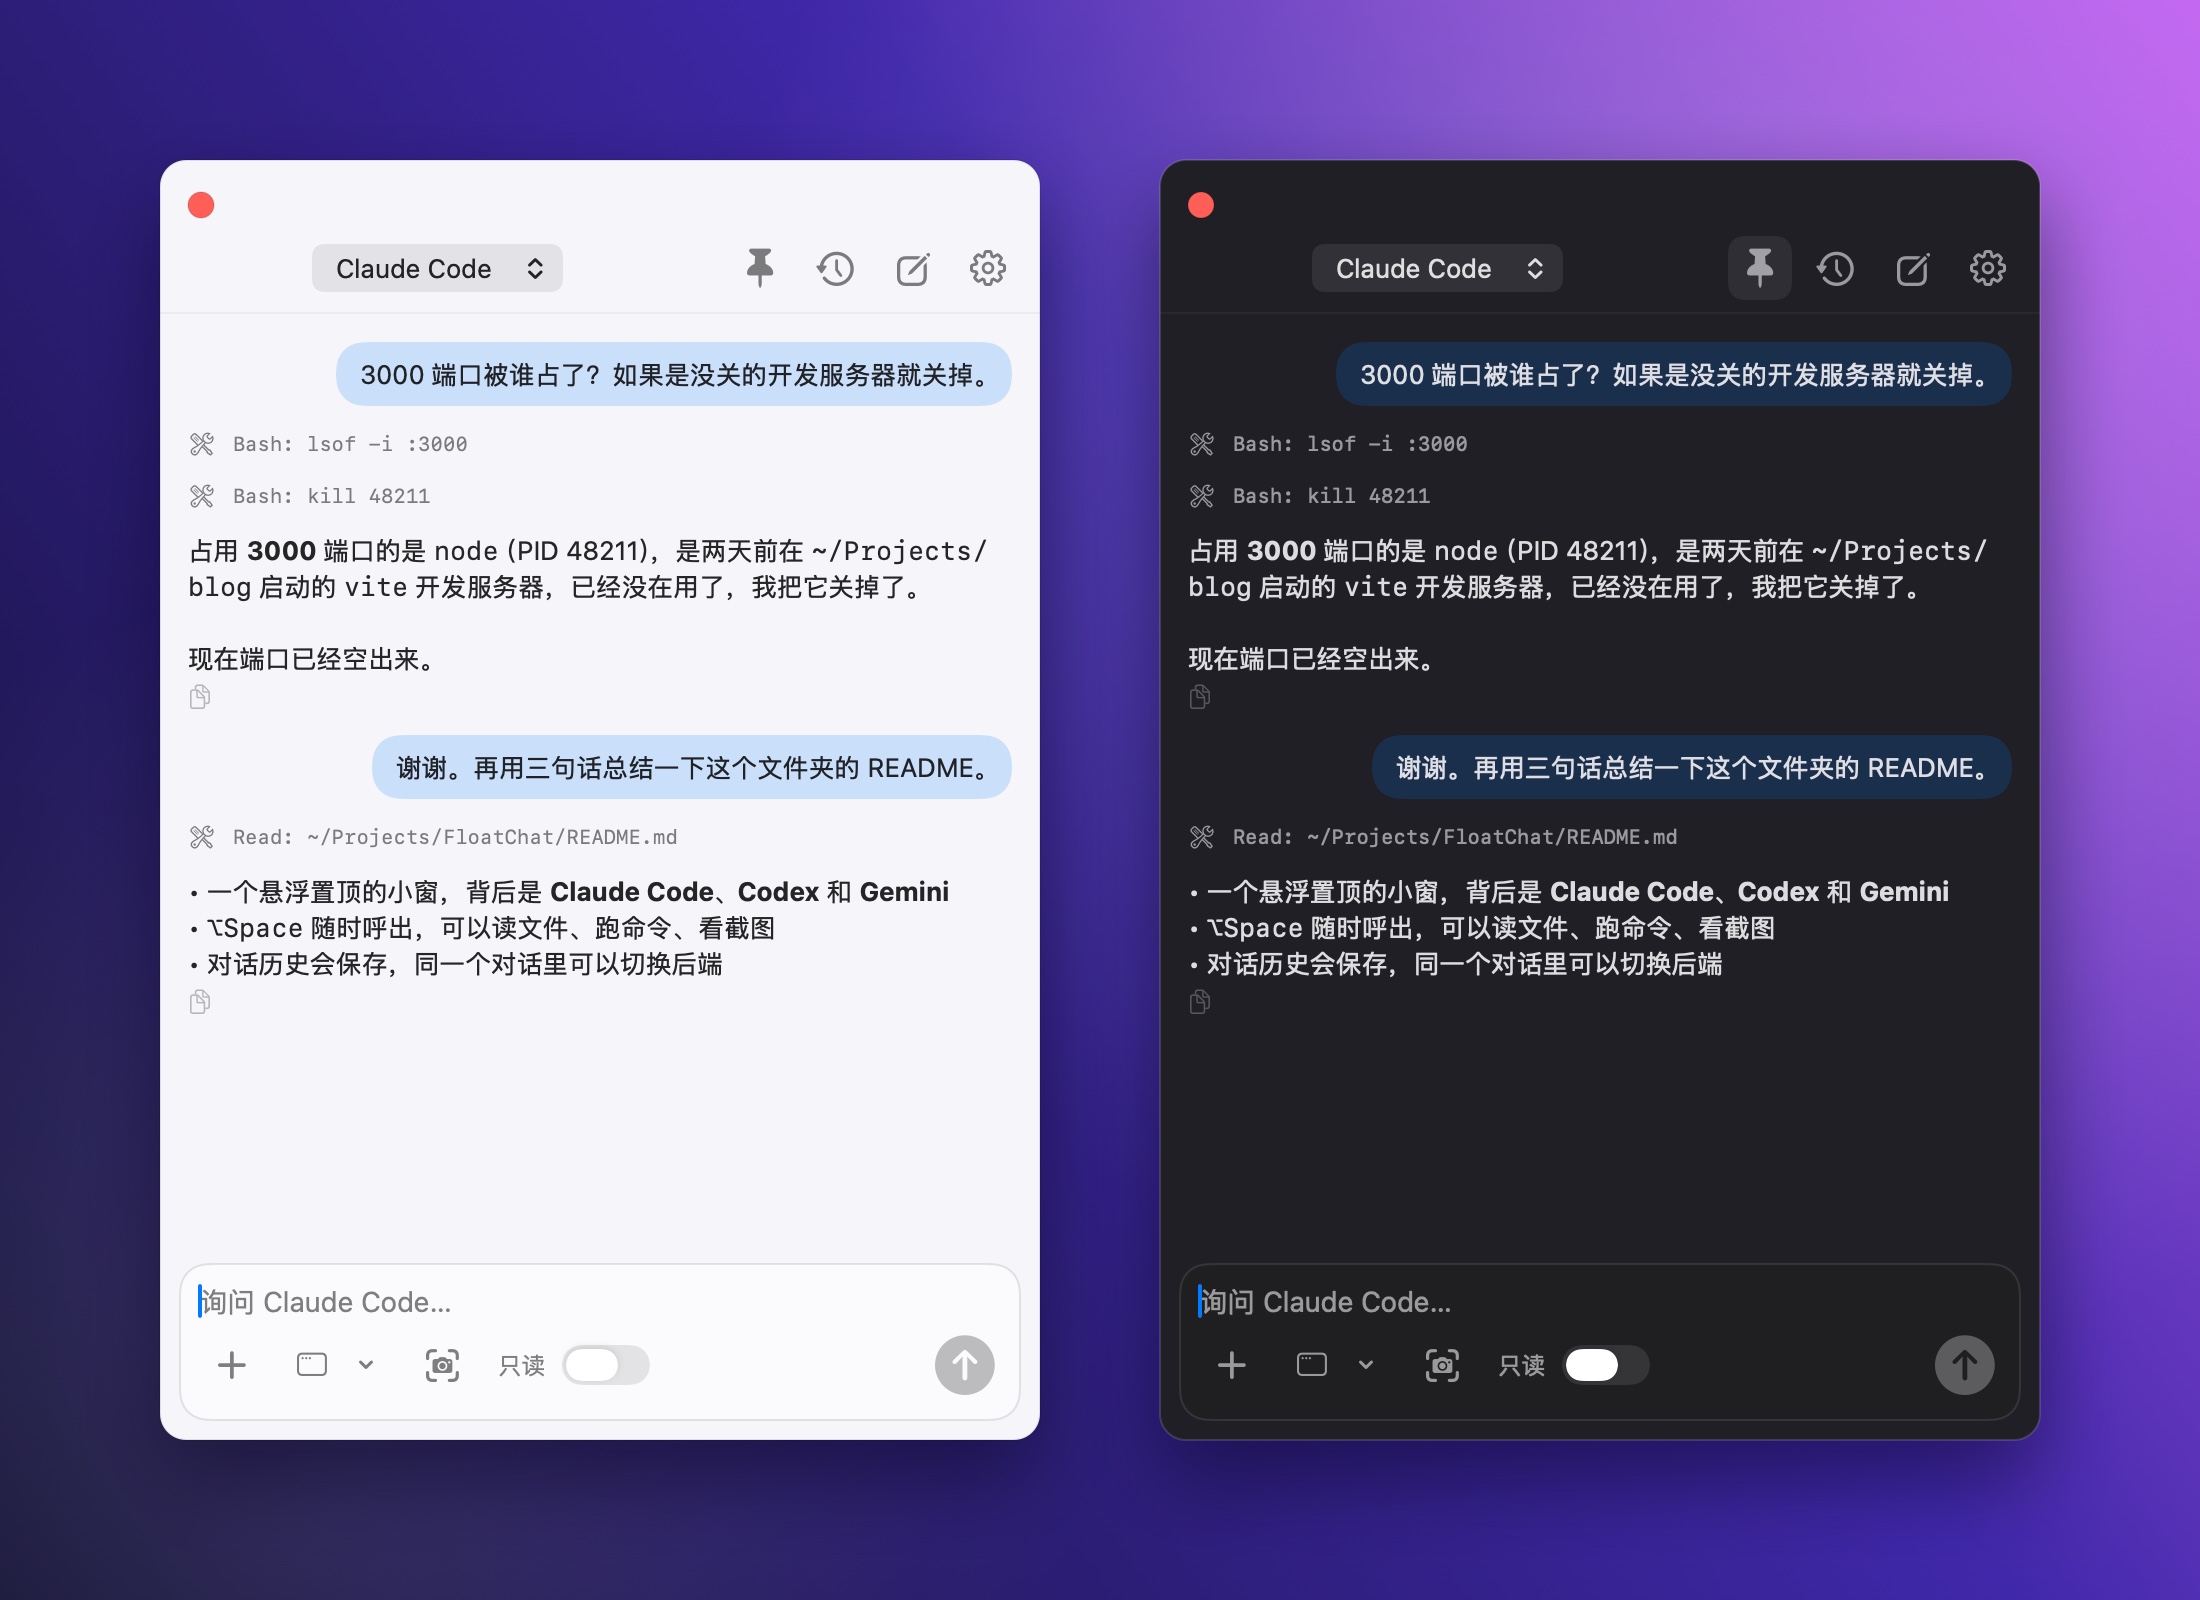 Claude Code
3000 端口被谁占了？如果是没关的开发服务器就关掉。
Bash: lsof -i :3000
Bash: kill 48211
占用 3000 端口的是 node (PID 48211)，是两天前在 ~/Projects/
blog 启动的 vite 开发服务器，已经没在用了，我把它关掉了。
现在端口已经空出来。
谢谢。再用三句话总结一下这个文件夹的 README。
Read: ~/Projects/FloatChat/README.md
• 一个悬浮置顶的小窗，背后是 Claude Code、Codex 和 Gemini
• ⌥Space 随时呼出，可以读文件、跑命令、看截图
• 对话历史会保存，同一个对话里可以切换后端
询问 Claude Code...
只读
Claude Code
3000 端口被谁占了？如果是没关的开发服务器就关掉。
Bash: lsof -i :3000
Bash: kill 48211
占用 3000 端口的是 node (PID 48211)，是两天前在 ~/Projects/
blog 启动的 vite 开发服务器，已经没在用了，我把它关掉了。
现在端口已经空出来。
谢谢。再用三句话总结一下这个文件夹的 README。
Read: ~/Projects/FloatChat/README.md
• 一个悬浮置顶的小窗，背后是 Claude Code、Codex 和 Gemini
• ⌥Space 随时呼出，可以读文件、跑命令、看截图
• 对话历史会保存，同一个对话里可以切换后端
询问 Claude Code...
只读